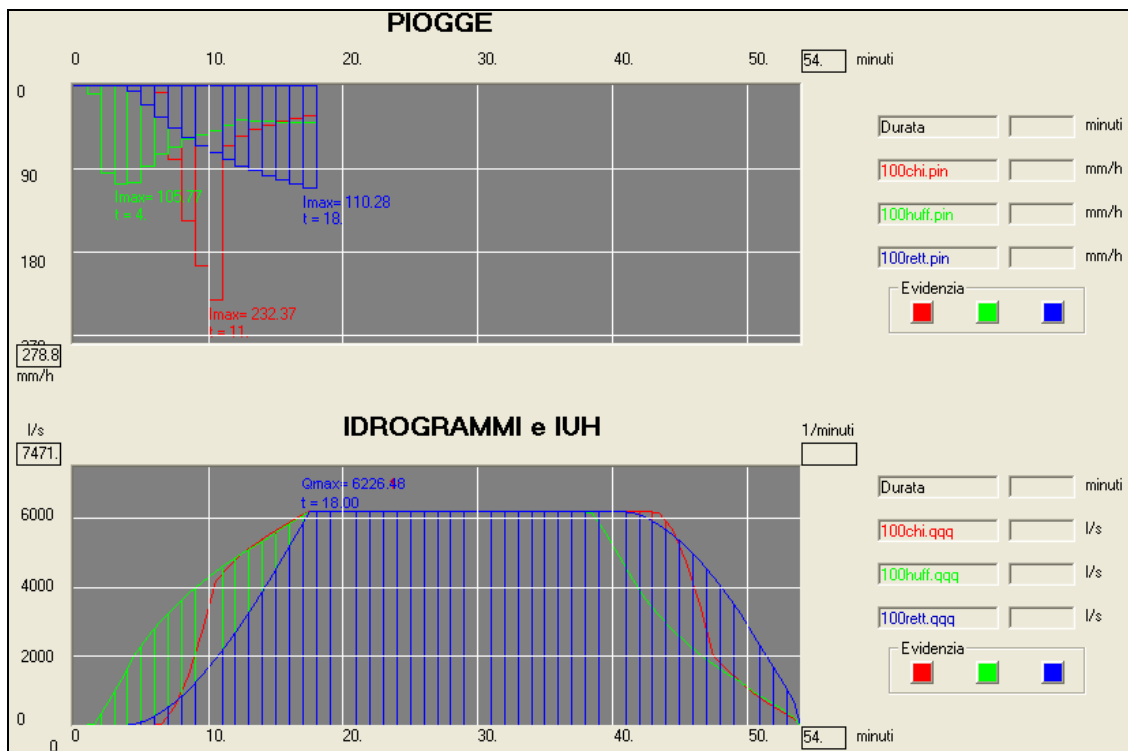 PIOGGE
0 10. 20. 30. 40. 50. 54. minuti
0
90
180
270
278.8
mm/h
Imax= 105.77
t = 4.
Imax= 110.28
t = 18.
Imax= 232.37
t = 11.
Durata minuti
100chi.pin mm/h
100huff.pin mm/h
100rett.pin mm/h
Evidenzia
IDROGRAMMI e IUH
l/s
7471.
1/minuti
6000
4000
2000
0
Qmax= 6226.48
t = 18.00
0 10. 20. 30. 40. 50. 54. minuti
Durata minuti
100chi.qqq l/s
100huff.qqq l/s
100rett.qqq l/s
Evidenzia